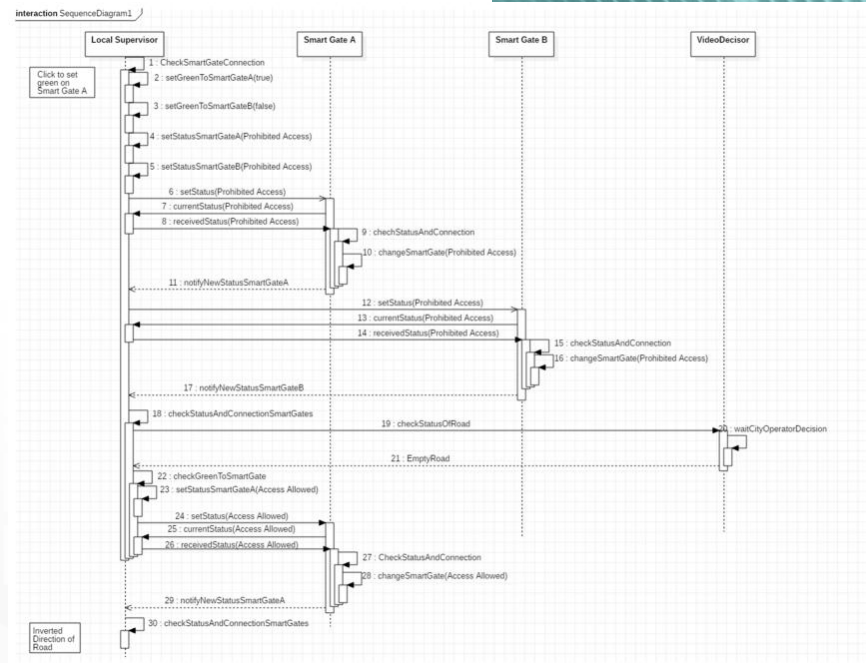 interaction SequenceDiagram1
Local Supervisor
Smart Gate A
Smart Gate B
VideoDecisor
Click to set
green on
Smart Gate A
1 : CheckSmartGateConnection
2 : setGreenToSmartGateA(true)
3 : setGreenToSmartGateB(false)
4 : setStatusSmartGateA(Prohibited Access)
5 : setStatusSmartGateB(Prohibited Access)
6 : setStatus(Prohibited Access)
7 : currentStatus(Prohibited Access)
8 : receivedStatus(Prohibited Access)
9 : chechStatusAndConnection
10 : changeSmartGate(Prohibited Access)
11 : notifyNewStatusSmartGateA
12 : setStatus(Prohibited Access)
13 : currentStatus(Prohibited Access)
14 : receivedStatus(Prohibited Access)
15 : checkStatusAndConnection
16 : changeSmartGate(Prohibited Access)
17 : notifyNewStatusSmartGateB
18 : checkStatusAndConnectionSmartGates
19 : checkStatusOfRoad
20 : waitCityOperatorDecision
21 : EmptyRoad
22 : checkGreenToSmartGate
23 : setStatusSmartGateA(Access Allowed)
24 : setStatus(Access Allowed)
25 : currentStatus(Access Allowed)
26 : receivedStatus(Access Allowed)
27 : CheckStatusAndConnection
28 : changeSmartGate(Access Allowed)
29 : notifyNewStatusSmartGateA
30 : checkStatusAndConnectionSmartGates
Inverted
Direction of
Road